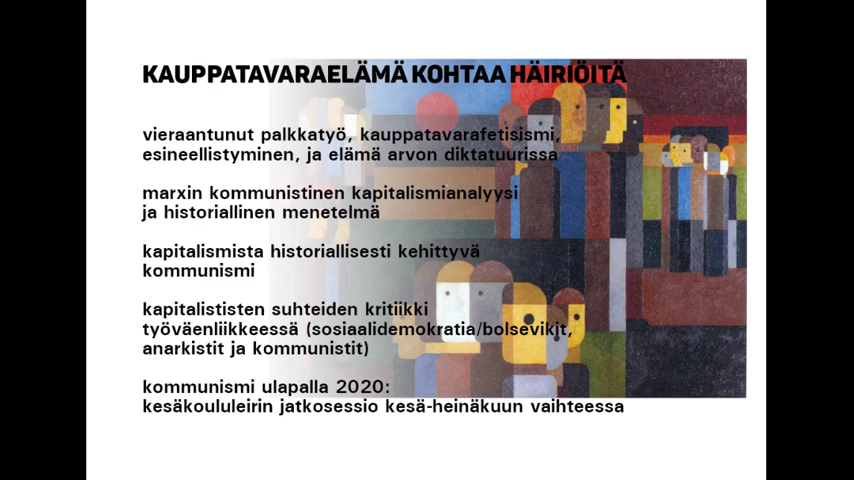 KAUPPATAVARAELÄMÄ KOHTAA HÄIRIÖITÄ
vieraantunut palkkatyö, kauppatavarafetisismi,
esineellistyminen, ja elämä arvon diktatuurissa
marxin kommunistinen kapitalismianalyysi
ja historiallinen menetelmä
kapitalismista historiallisesti kehittyvä
kommunismi
kapitalististen suhteiden kritiikki
työväenliikkeessä (sosiaalidemokratia/bolsevikit,
anarkistit ja kommunistit)
kommunismi ulapalla 2020:
kesäkoululeirin jatkosessio kesä-heinäkuun vaihteessa